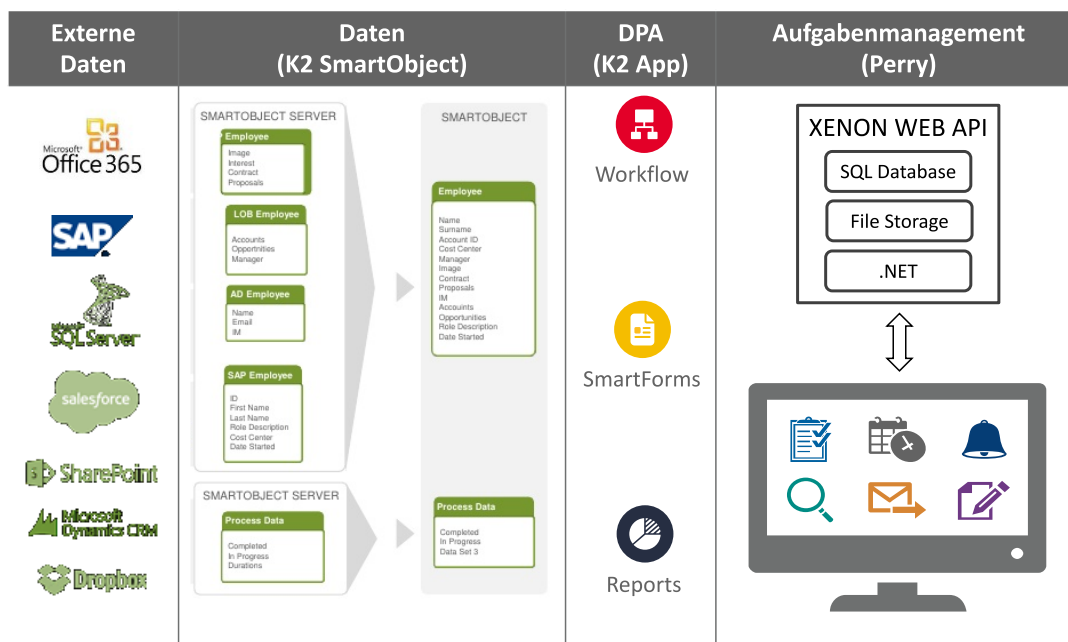 Externe
Daten
Daten
(K2 SmartObject)
DPA
(K2 App)
Aufgabenmanagement
(Perry)
Microsoft®
Office 365
SAP
Microsoft
SQL Server
salesforce
S
SharePoint
Microsoft
Dynamics CRM
Dropbox
SMARTOBJECT SERVER
Employee
Image
Interest
Contract
Proposals
LOB Employee
Accounts
Opportnities
Manager
AD Employee
Name
Email
IM
SAP Employee
ID
First Name
Last Name
Role Description
Cost Center
Date Started
SMARTOBJECT SERVER
Process Data
Completed
In Progress
Durations
SMARTOBJECT
Employee
Name
Surname
Account ID
Cost Center
Manager
Image
Contract
Proposals
IM
Accouints
Opportunities
Role Description
Date Started
Process Data
Completed
In Progress
Data Set 3
Workflow
SmartForms
Reports
XENON WEB API
SQL Database
File Storage
.NET